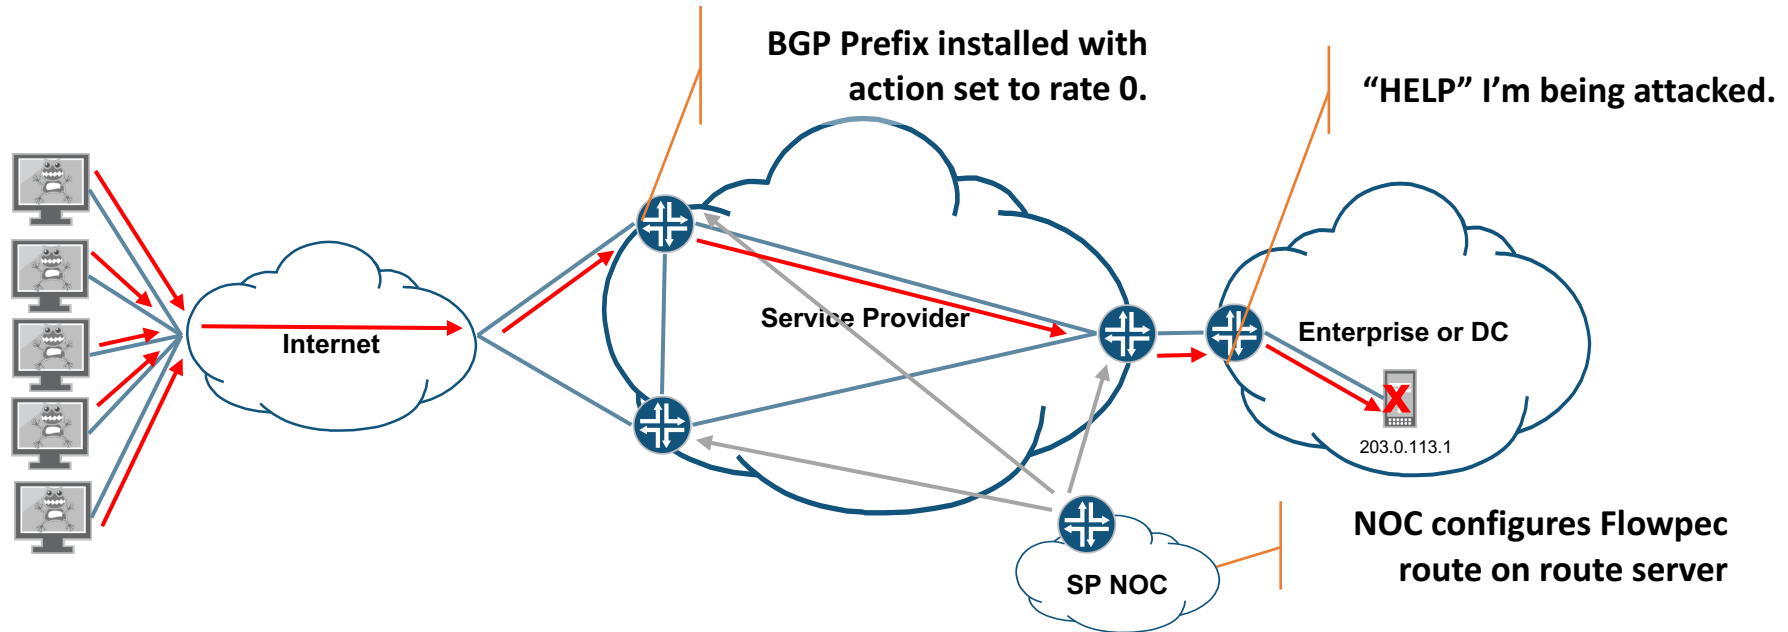 BGP Prefix installed with
action set to rate 0.
“HELP” I’m being attacked.
Internet
Service Provider
Enterprise or DC
X
203.0.113.1
SP NOC
NOC configures Flowpec
route on route server